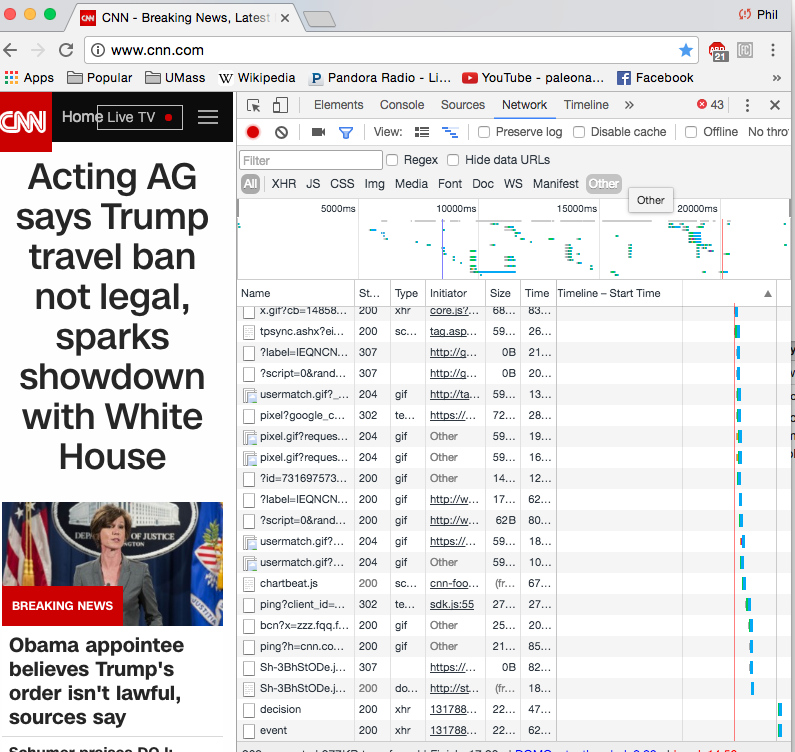 CNN - Breaking News, Latest
Phil
www.cnn.com
21
Apps Popular UMass Wikipedia Pandora Radio - Li... YouTube - paleona... Facebook »
CNN Home Live TV
Acting AG
says Trump
travel ban
not legal,
sparks
showdown
with White
House
DEPARTMENT OF JUSTICE
BREAKING NEWS
Obama appointee
believes Trump's
order isn't lawful,
sources say
Elements Console Sources Network Timeline » 43
View: Preserve log Disable cache Offline No thro
Filter Regex Hide data URLs
All XHR JS CSS Img Media Font Doc WS Manifest Other
Other
5000ms 10000ms 15000ms 20000ms
Name St... Type Initiator Size Time Timeline – Start Time
x.gif?cb=14858... 200 xhr core.js?... 68... 83...
tpsync.ashx?ei... 200 sc... tag.asp... 59... 26...
?label=IEQNCN... 307 http://g... 0B 21...
?script=0&rand... 307 http://g... 0B 20...
usermatch.gif?_... 204 gif http://ta... 59... 13...
pixel?google_c... 302 te... https://... 72... 28...
pixel.gif?reques... 204 gif Other 59... 19...
pixel.gif?reques... 204 gif Other 59... 16...
?id=731697573... 200 gif Other 14... 12...
?label=IEQNCN... 200 gif http://w... 17... 62...
?script=0&rand... 200 gif http://w... 62B 80...
usermatch.gif?... 200 gif https://... 59... 18...
usermatch.gif?... 200 gif Other 59... 10...
chartbeat.js 200 sc... cnn-foo... (fr... 67...
ping?client_id=... 302 te... sdk.js:55 27... 27...
bcn?x=zzz.fqq.f... 200 gif Other 25... 20...
ping?h=cnn.co... 200 gif Other 21... 85...
Sh-3BhStODe.j... 307 https://... 0B 82...
Sh-3BhStODe.j... 200 do... http://st... (fr... 18...
decision 200 xhr 131788... 22... 47...
event 200 xhr 131788... 22... 62...